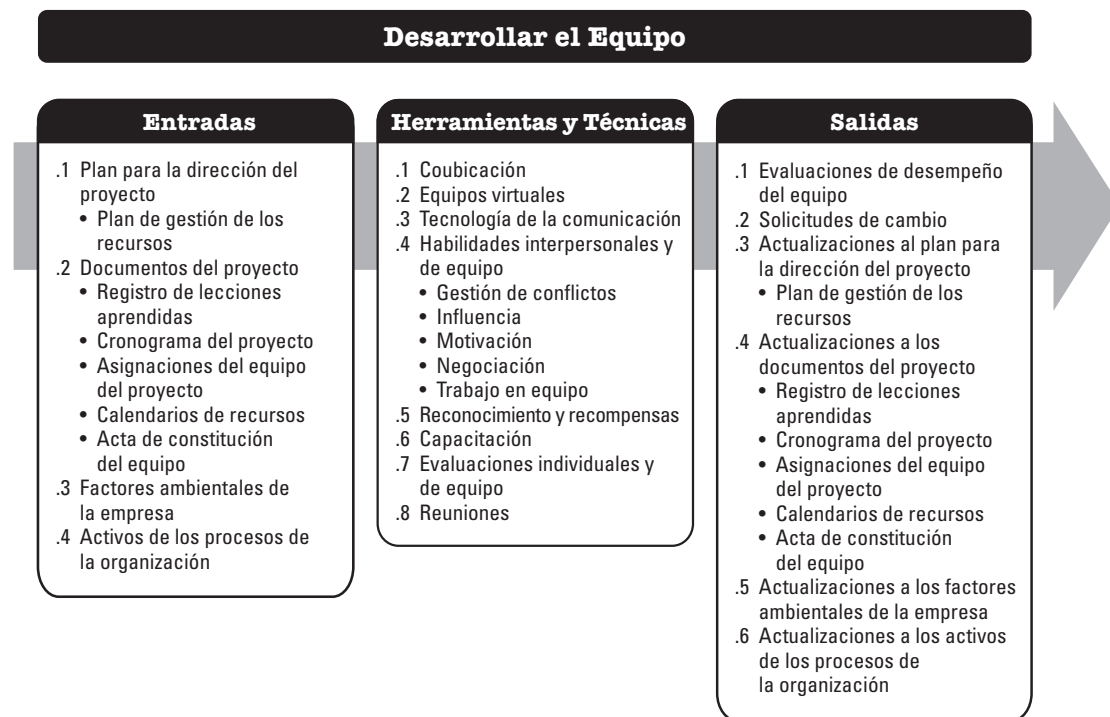 Desarrollar el Equipo
Entradas
.1 Plan para la dirección del
proyecto
• Plan de gestión de los
recursos
.2 Documentos del proyecto
• Registro de lecciones
aprendidas
• Cronograma del proyecto
• Asignaciones del equipo
del proyecto
• Calendarios de recursos
• Acta de constitución
del equipo
.3 Factores ambientales de
la empresa
.4 Activos de los procesos de
la organización
Herramientas y Técnicas
.1 Coubicación
.2 Equipos virtuales
.3 Tecnología de la comunicación
.4 Habilidades interpersonales y
de equipo
• Gestión de conflictos
• Influencia
• Motivación
• Negociación
• Trabajo en equipo
.5 Reconocimiento y recompensas
.6 Capacitación
.7 Evaluaciones individuales y
de equipo
.8 Reuniones
Salidas
.1 Evaluaciones de desempeño
del equipo
.2 Solicitudes de cambio
.3 Actualizaciones al plan para
la dirección del proyecto
• Plan de gestión de los
recursos
.4 Actualizaciones a los
documentos del proyecto
• Registro de lecciones
aprendidas
• Cronograma del proyecto
• Asignaciones del equipo
del proyecto
• Calendarios de recursos
• Acta de constitución
del equipo
.5 Actualizaciones a los factores
ambientales de la empresa
.6 Actualizaciones a los activos
de los procesos de
la organización